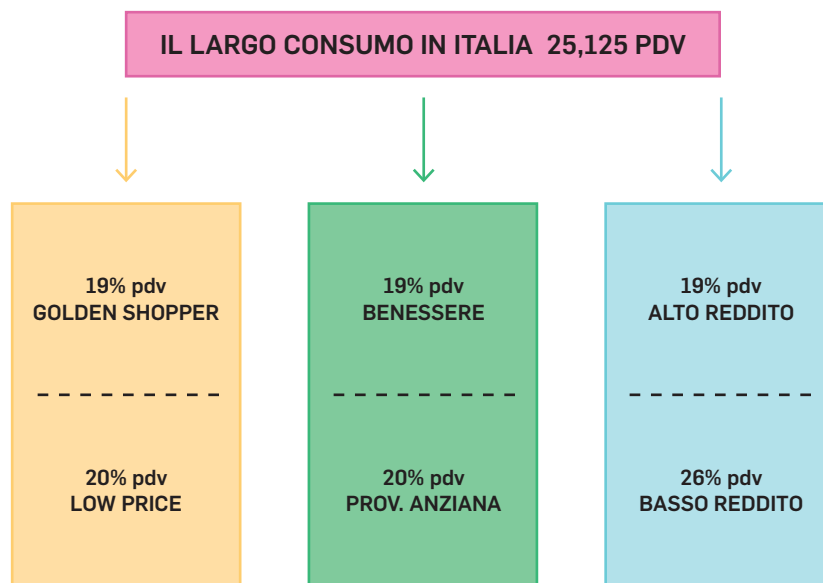 IL LARGO CONSUMO IN ITALIA 25,125 PDV
19% pdv
GOLDEN SHOPPER
20% pdv
LOW PRICE
19% pdv
BENESSERE
20% pdv
PROV. ANZIANA
19% pdv
ALTO REDDITO
26% pdv
BASSO REDDITO